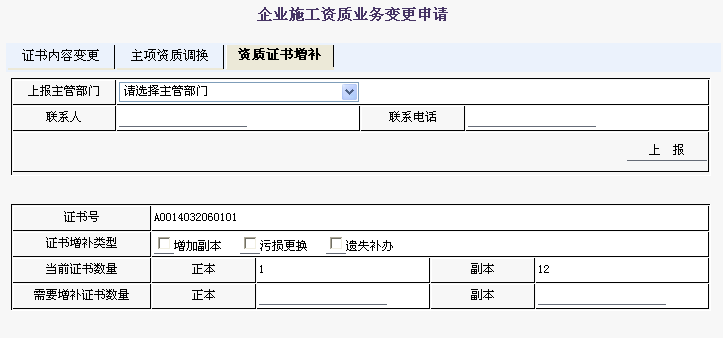 企业施工资质业务变更申请
证书内容变更 主项资质调换 资质证书增补
上报主管部门 请选择主管部门
联系人 联系电话
上 报
证书号 A0014032060101
证书增补类型 增加副本 污损更换 遗失补办
当前证书数量 正本 1 副本 12
需要增补证书数量 正本 副本